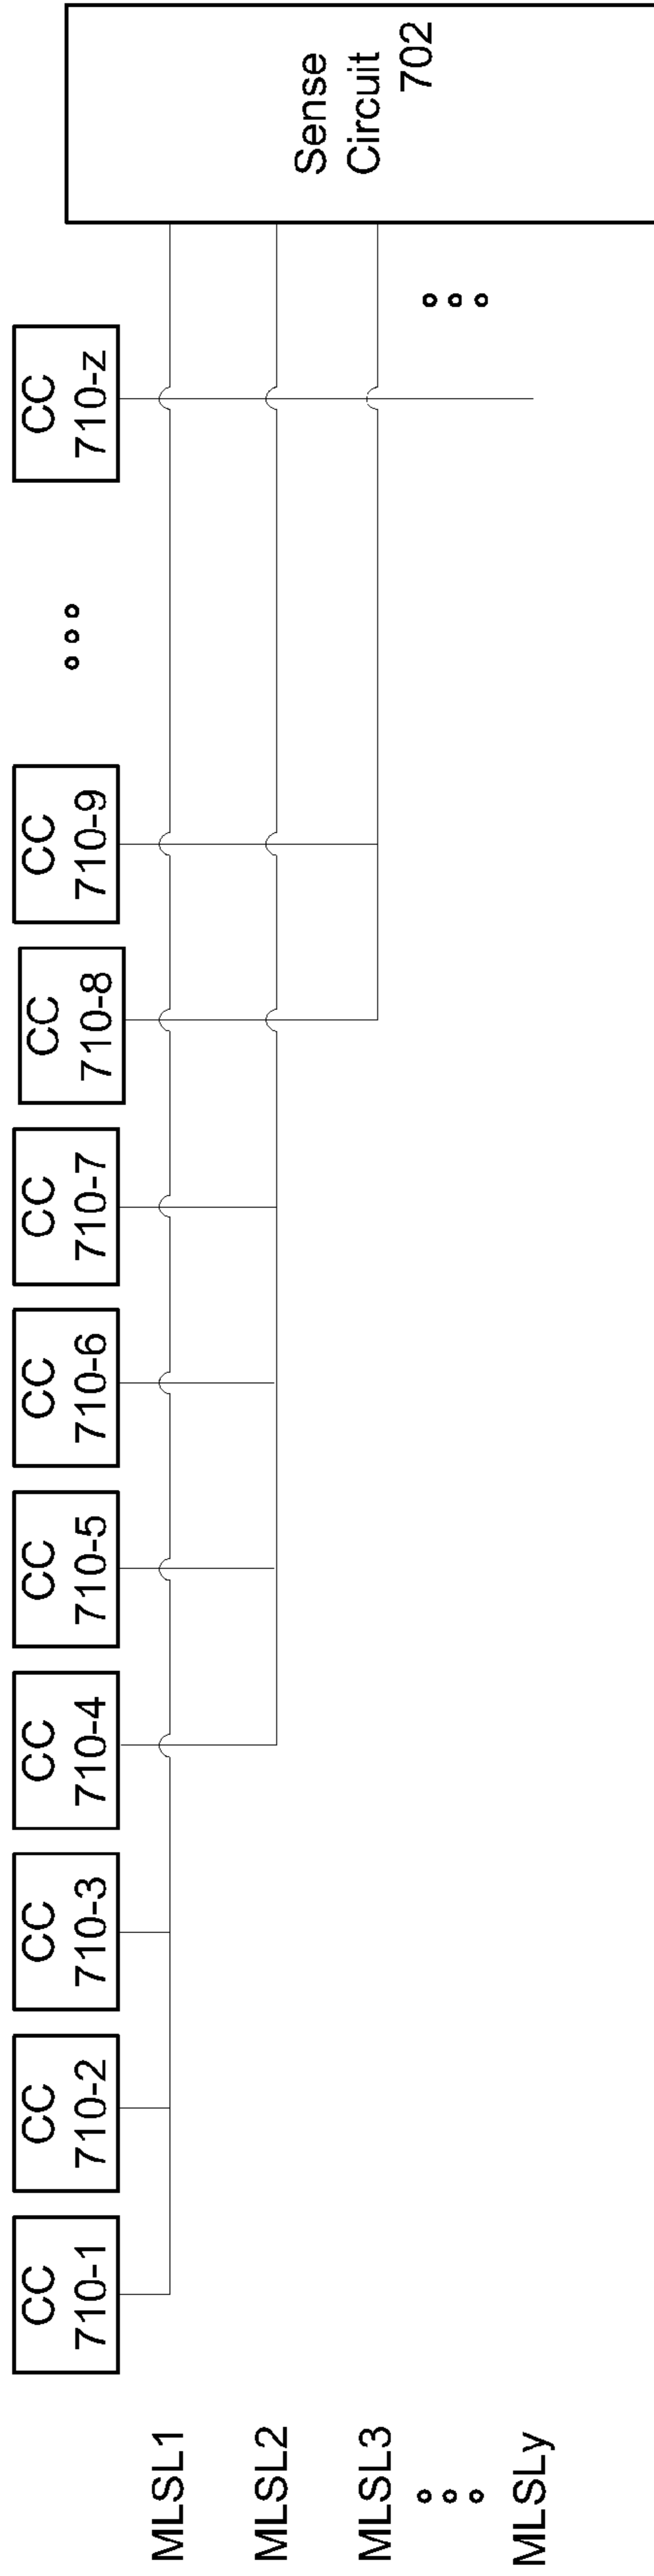 CC
710-1
CC
710-2
CC
710-3
CC
710-4
CC
710-5
CC
710-6
CC
710-7
CC
710-8
CC
710-9
CC
710-z
Sense
Circuit
702
MLSL1
MLSL2
MLSL3
MLSLy